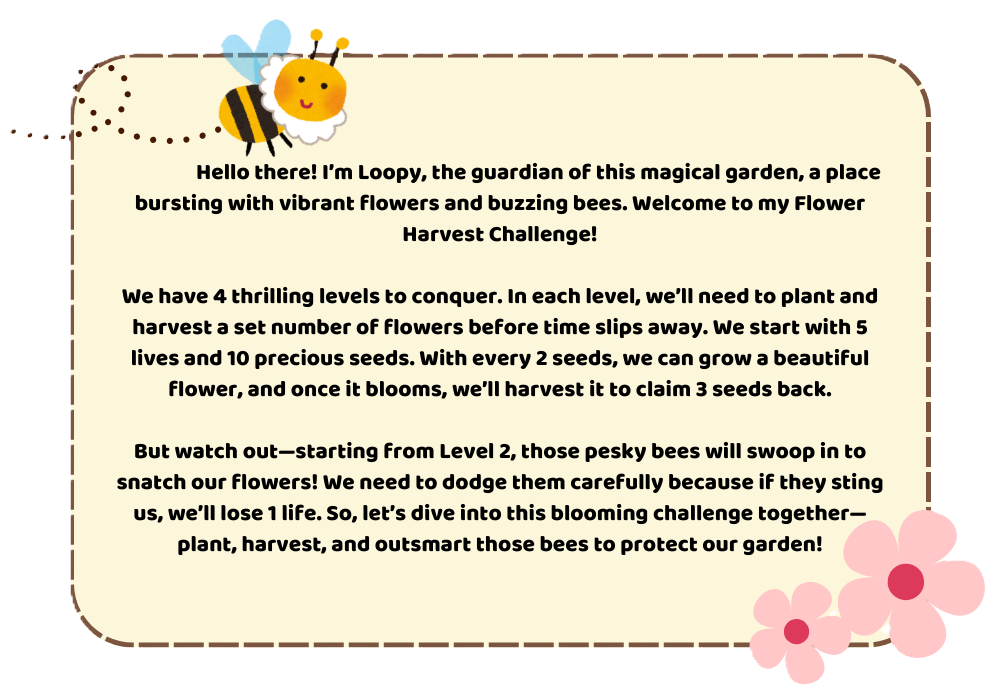 Hello there! I'm Loopy, the guardian of this magical garden, a place
bursting with vibrant flowers and buzzing bees. Welcome to my Flower
Harvest Challenge!
We have 4 thrilling levels to conquer. In each level, we'll need to plant and
harvest a set number of flowers before time slips away. We start with 5
lives and 10 precious seeds. With every 2 seeds, we can grow a beautiful
flower, and once it blooms, we'll harvest it to claim 3 seeds back.
But watch out—starting from Level 2, those pesky bees will swoop in to
snatch our flowers! We need to dodge them carefully because if they sting
us, we'll lose 1 life. So, let's dive into this blooming challenge together—
plant, harvest, and outsmart those bees to protect our garden!